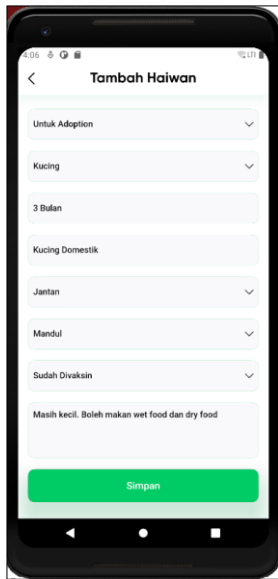 4:06
Tambah Haiwan
Untuk Adoption
Kucing
3 Bulan
Kucing Domestik
Jantan
Mandul
Sudah Divaksin
Masih kecil. Boleh makan wet food dan dry food
Simpan